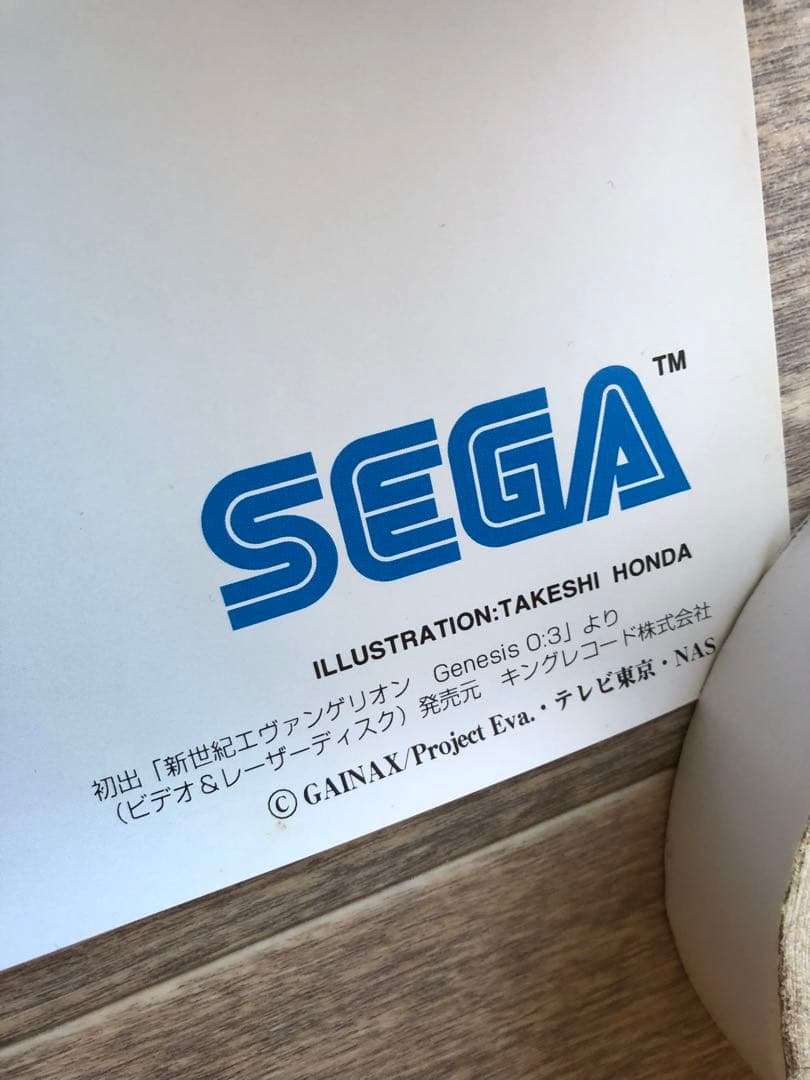 SEGA™
ILLUSTRATION:TAKESHI HONDA
初出「新世紀エヴァンゲリオン　Genesis 0:3」より
（ビデオ＆レーザーディスク）発売元　キングレコード株式会社
© GAINAX/Project Eva.・テレビ東京・NAS